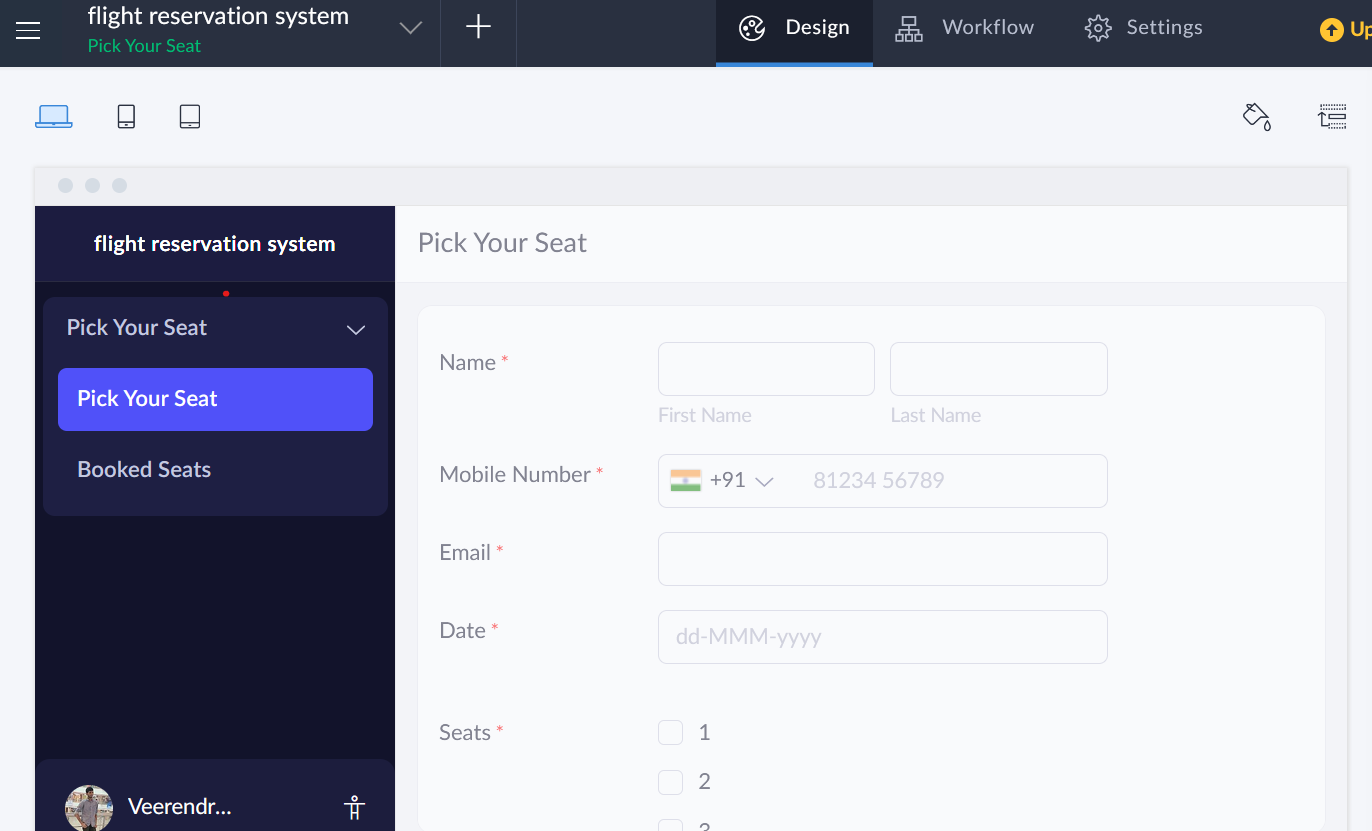 flight reservation system
Pick Your Seat
Design
Workflow
Settings
flight reservation system
Pick Your Seat
Pick Your Seat
Booked Seats
Veerendr...
Pick Your Seat
Name *
First Name
Last Name
Mobile Number *
+91
81234 56789
Email *
Date *
dd-MMM-yyyy
Seats *
1
2
3